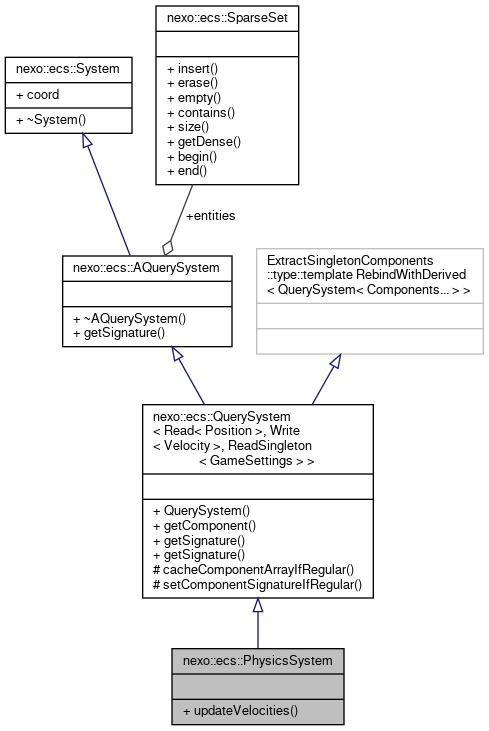 nexo::ecs::SparseSet
+ insert()
+ erase()
+ empty()
+ contains()
+ size()
+ getDense()
+ begin()
+ end()
nexo::ecs::System
+ coord
+ ~System()
+entities
nexo::ecs::AQuerySystem
+ ~AQuerySystem()
+ getSignature()
ExtractSingletonComponents
::type::template RebindWithDerived
< QuerySystem< Components... > >
nexo::ecs::QuerySystem
< Read< Position >, Write
< Velocity >, ReadSingleton
< GameSettings > >
+ QuerySystem()
+ getComponent()
+ getSignature()
+ getSignature()
# cacheComponentArrayIfRegular()
# setComponentSignatureIfRegular()
nexo::ecs::PhysicsSystem
+ updateVelocities()